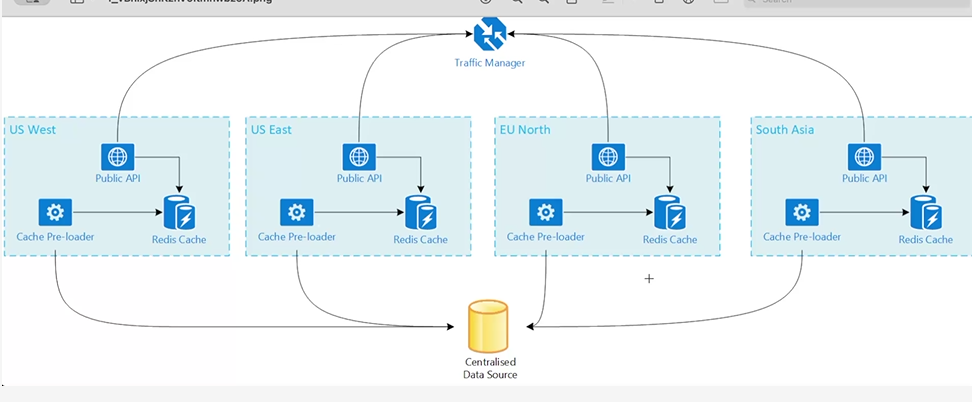 Search
Traffic Manager
US West
US East
EU North
South Asia
Public API
Public API
Public API
Public API
Cache Pre-loader
Redis Cache
Cache Pre-loader
Redis Cache
Cache Pre-loader
Redis Cache
Cache Pre-loader
Redis Cache
Centralised
Data Source